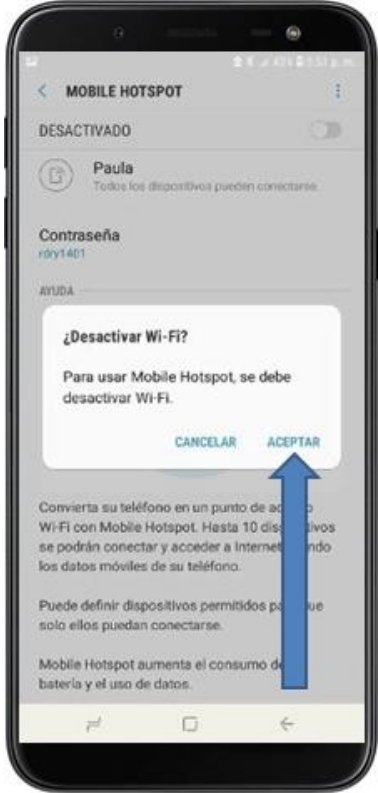 MOBILE HOTSPOT
DESACTIVADO
Paula
Todos los dispositivos pueden conectarse.
Contraseña
rdry1401
AYUDA
¿Desactivar Wi-Fi?
Para usar Mobile Hotspot, se debe
desactivar Wi-Fi.
CANCELAR ACEPTAR
Convierta su teléfono en un punto de
Wi-Fi con Mobile Hotspot. Hasta 10
se podrán conectar y acceder a Internet
los datos móviles de su teléfono.
Puede definir dispositivos permitidos
solo ellos puedan conectarse.
Mobile Hotspot aumenta el consumo
batería y el uso de datos.